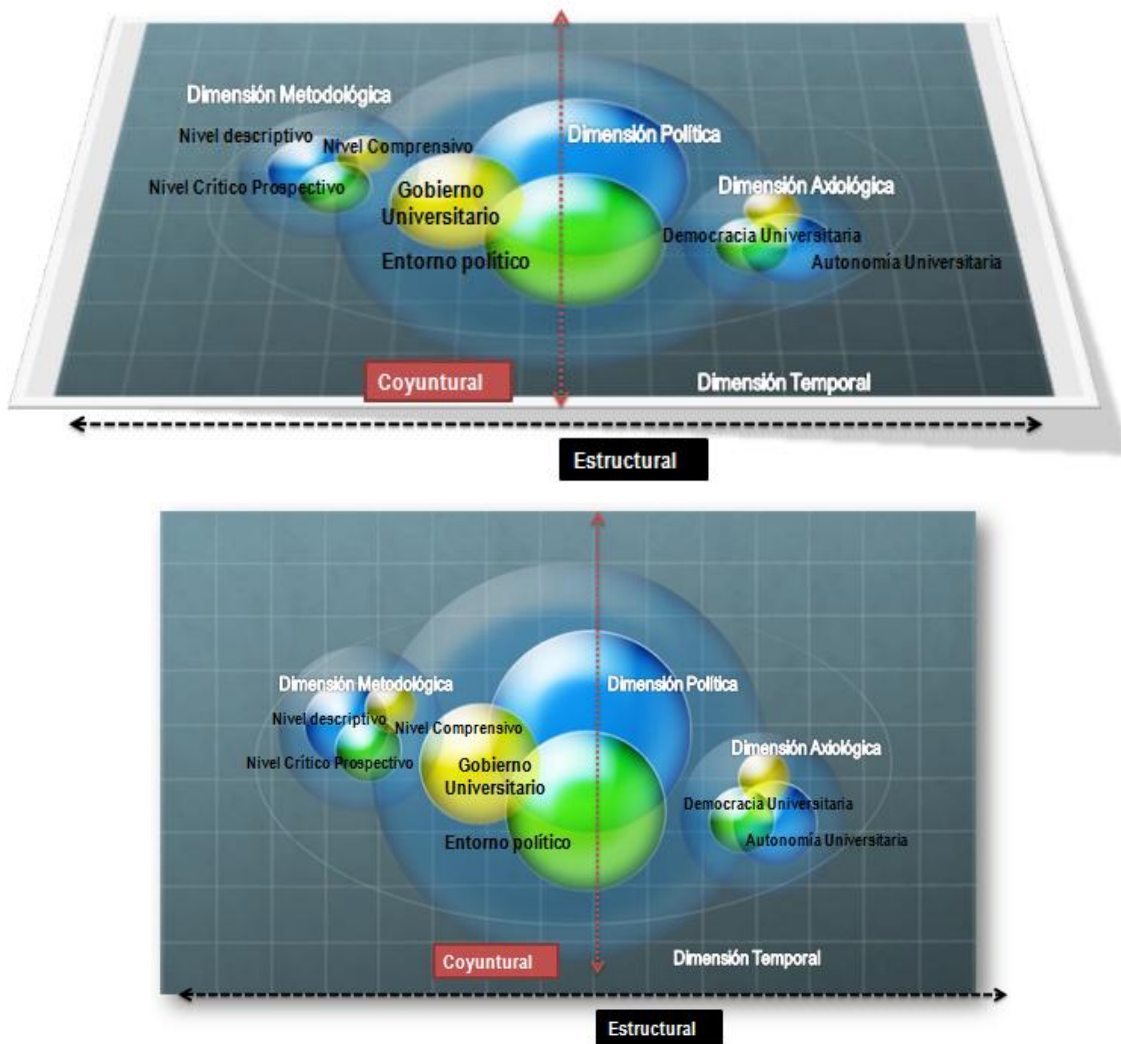 Dimensión Metodológica
Nivel descriptivo
Nivel Comprensivo
Nivel Crítico Prospectivo
Dimensión Política
Gobierno
Universitario
Entorno político
Dimensión Axiológica
Democracia Universitaria
Autonomía Universitaria
Coyuntural
Dimensión Temporal
Estructural
Dimensión Metodológica
Nivel descriptivo
Nivel Comprensivo
Nivel Crítico Prospectivo
Dimensión Política
Gobierno
Universitario
Entorno político
Dimensión Axiológica
Democracia Universitaria
Autonomía Universitaria
Coyuntural
Dimensión Temporal
Estructural